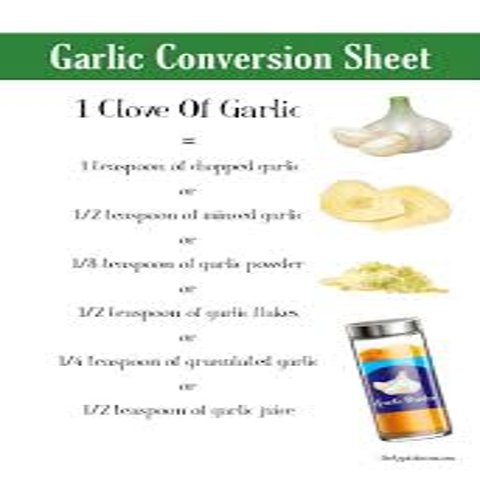 Garlic Conversion Sheet
1 Clove Of Garlic
=
1 teaspoon of chopped garlic
or
1/2 teaspoon of minced garlic
or
1/8 teaspoon of garlic powder
or
1/2 teaspoon of garlic flakes
or
1/4 teaspoon of granulated garlic
or
1/2 teaspoon of garlic juice